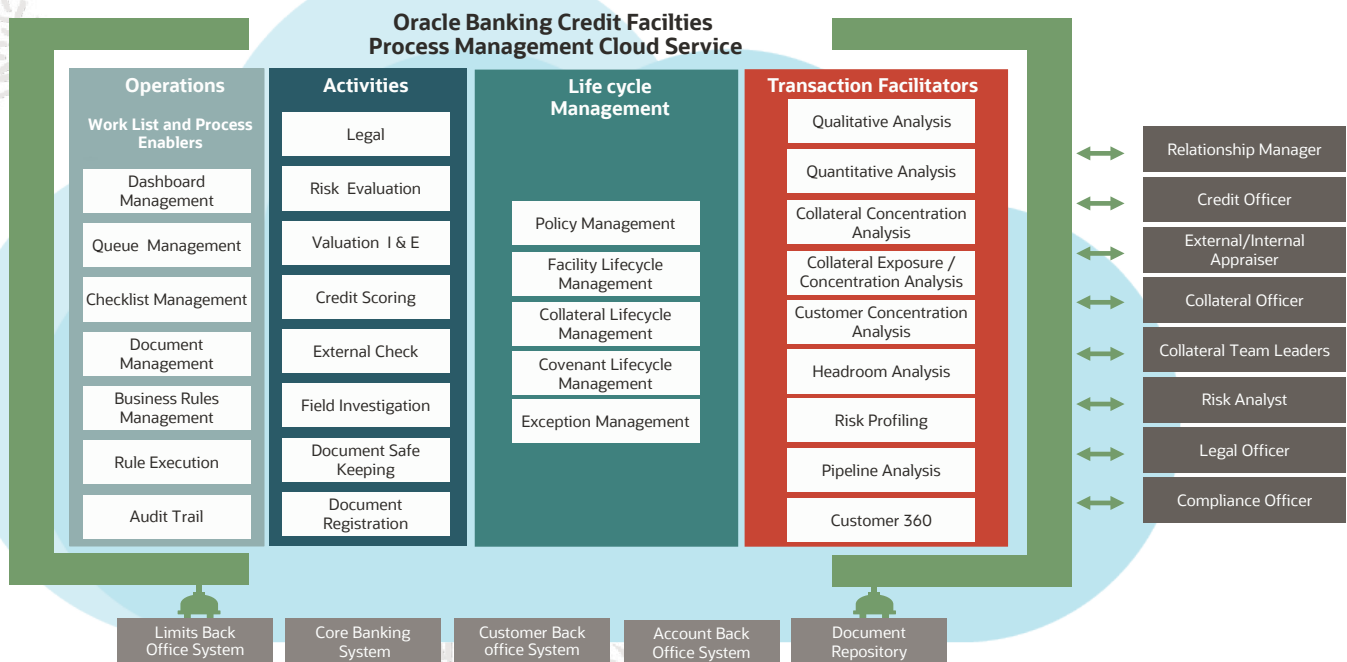 Oracle Banking Credit Facilties
Process Management Cloud Service
Operations
Work List and Process
Enablers
Dashboard
Management
Queue Management
Checklist Management
Document
Management
Business Rules
Management
Rule Execution
Audit Trail
Activities
Legal
Risk Evaluation
Valuation I & E
Credit Scoring
External Check
Field Investigation
Document Safe
Keeping
Document
Registration
Life cycle
Management
Policy Management
Facility Lifecycle
Management
Collateral Lifecycle
Management
Covenant Lifecycle
Management
Exception Management
Transaction Facilitators
Qualitative Analysis
Quantitative Analysis
Collateral Concentration
Analysis
Collateral Exposure /
Concentration Analysis
Customer Concentration
Analysis
Headroom Analysis
Risk Profiling
Pipeline Analysis
Customer 360
Relationship Manager
Credit Officer
External/Internal
Appraiser
Collateral Officer
Collateral Team Leaders
Risk Analyst
Legal Officer
Compliance Officer
Limits Back
Office System
Core Banking
System
Customer Back
office System
Account Back
Office System
Document
Repository